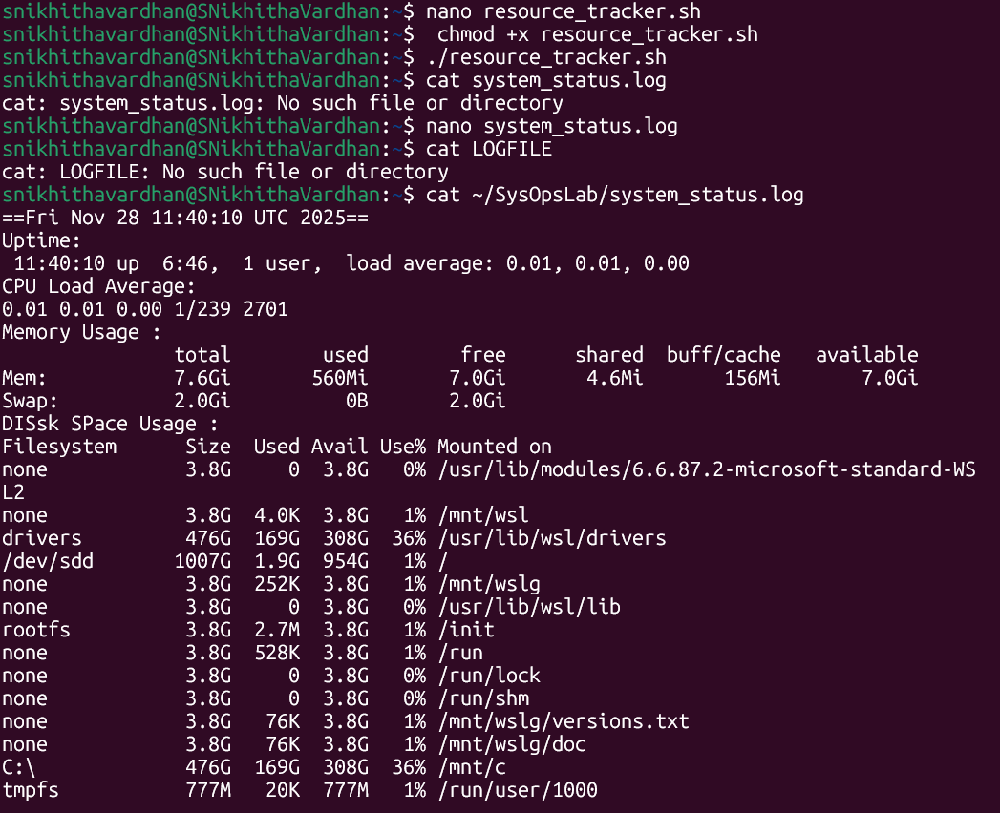 snikhithavardhan@SNikhithaVardhan:~$ nano resource_tracker.sh
snikhithavardhan@SNikhithaVardhan:~$  chmod +x resource_tracker.sh
snikhithavardhan@SNikhithaVardhan:~$ ./resource_tracker.sh
snikhithavardhan@SNikhithaVardhan:~$ cat system_status.log
cat: system_status.log: No such file or directory
snikhithavardhan@SNikhithaVardhan:~$ nano system_status.log
snikhithavardhan@SNikhithaVardhan:~$ cat LOGFILE
cat: LOGFILE: No such file or directory
snikhithavardhan@SNikhithaVardhan:~$ cat ~/SysOpsLab/system_status.log
==Fri Nov 28 11:40:10 UTC 2025==
Uptime:
 11:40:10 up  6:46,  1 user,  load average: 0.01, 0.01, 0.00
CPU Load Average:
0.01 0.01 0.00 1/239 2701
Memory Usage :
               total        used        free      shared  buff/cache   available
Mem:           7.6Gi       560Mi       7.0Gi       4.6Mi       156Mi       7.0Gi
Swap:          2.0Gi          0B       2.0Gi
DISsk SPace Usage :
Filesystem      Size  Used Avail Use% Mounted on
none            3.8G     0  3.8G   0% /usr/lib/modules/6.6.87.2-microsoft-standard-WS
L2
none            3.8G  4.0K  3.8G   1% /mnt/wsl
drivers         476G  169G  308G  36% /usr/lib/wsl/drivers
/dev/sdd       1007G  1.9G  954G   1% /
none            3.8G  252K  3.8G   1% /mnt/wslg
none            3.8G     0  3.8G   0% /usr/lib/wsl/lib
rootfs          3.8G  2.7M  3.8G   1% /init
none            3.8G  528K  3.8G   1% /run
none            3.8G     0  3.8G   0% /run/lock
none            3.8G     0  3.8G   0% /run/shm
none            3.8G   76K  3.8G   1% /mnt/wslg/versions.txt
none            3.8G   76K  3.8G   1% /mnt/wslg/doc
C:\             476G  169G  308G  36% /mnt/c
tmpfs           777M   20K  777M   1% /run/user/1000